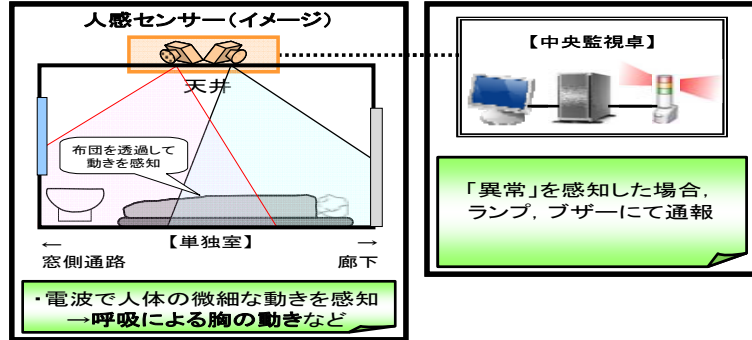 人感センサー(イメージ)
天井
布団を透過して
動きを感知
← 【単独室】 →
窓側通路 廊下
・電波で人体の微細な動きを感知
→呼吸による胸の動きなど
【中央監視卓】
「異常」を感知した場合,
ランプ, ブザーにて通報